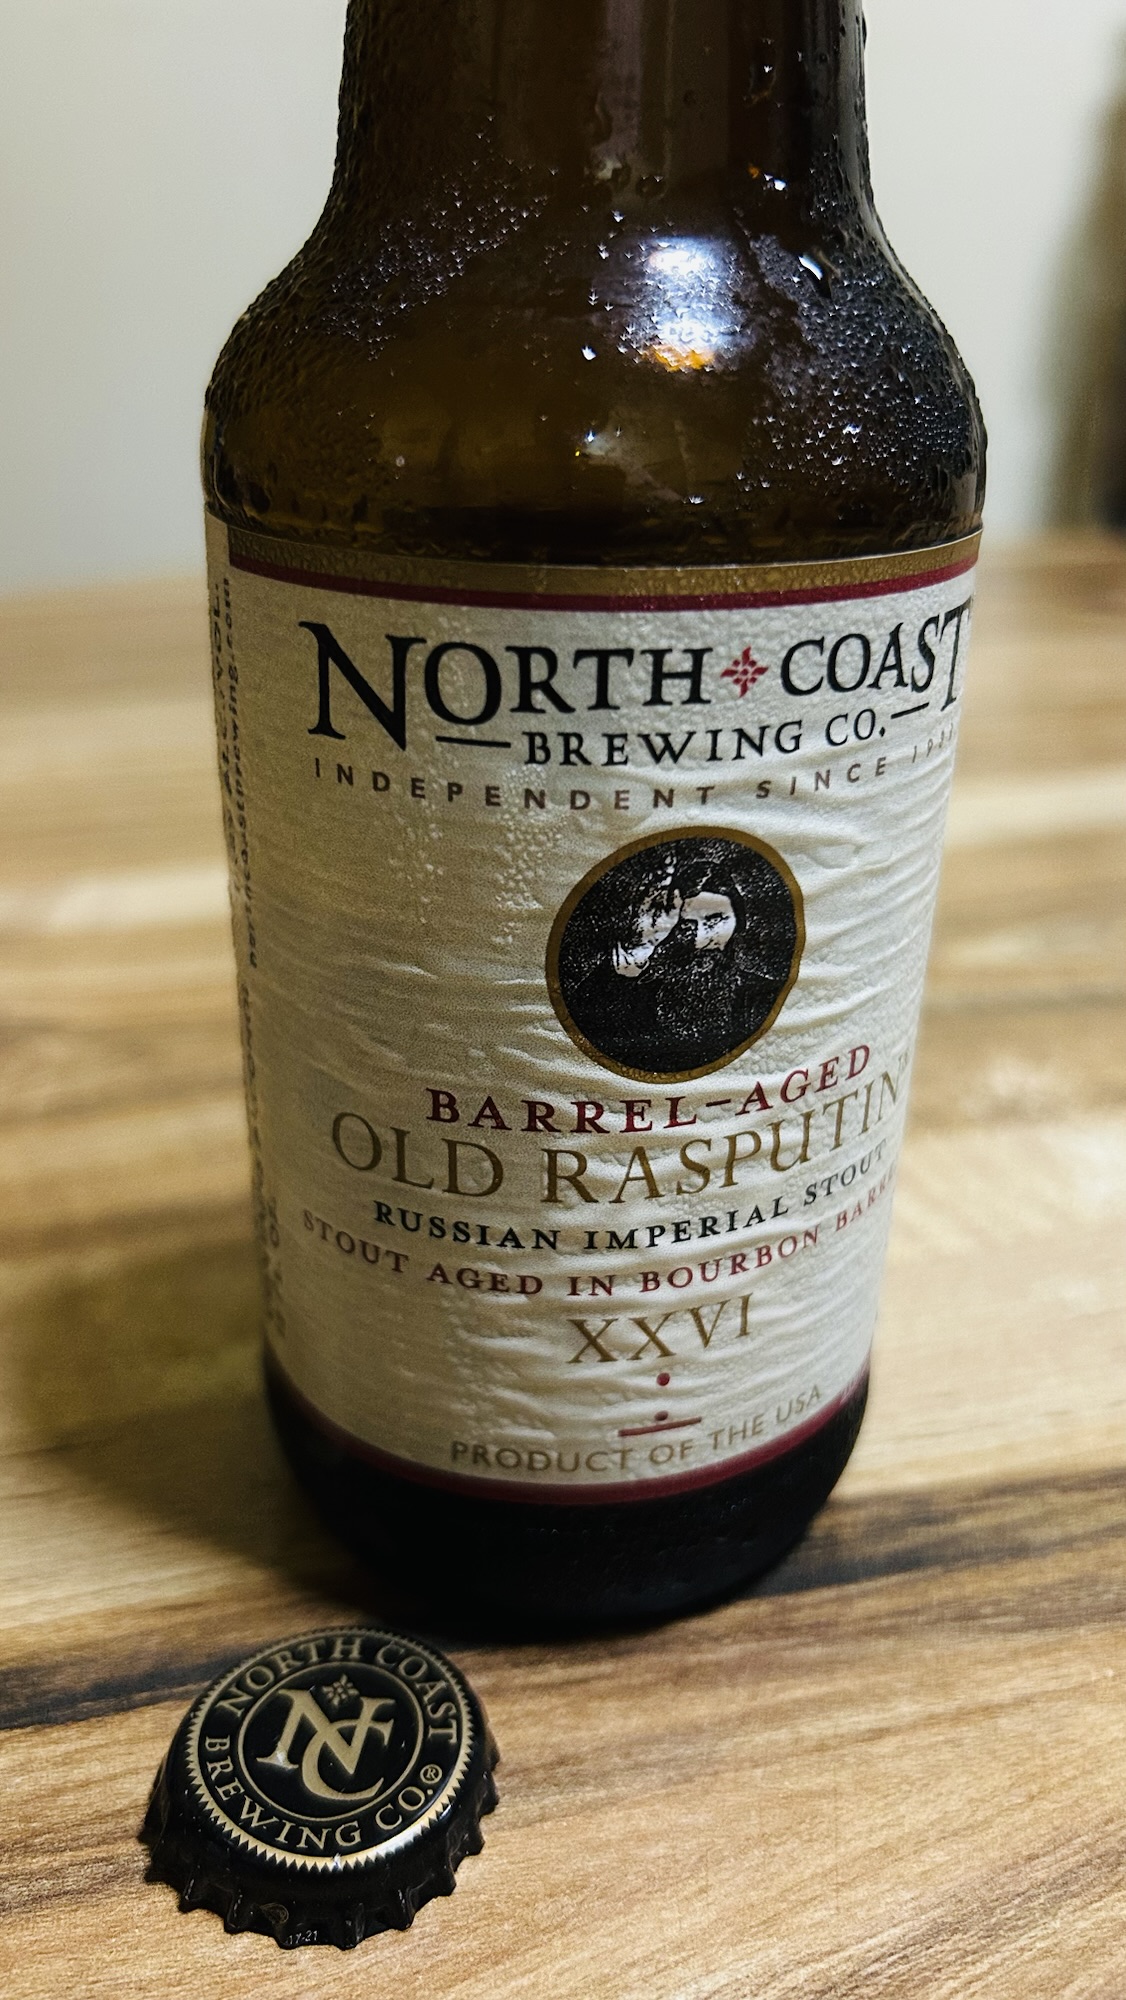 NORTH COAST
BREWING CO.
INDEPENDENT SINCE
BARREL-AGED
OLD RASPUTIN
RUSSIAN IMPERIAL STOUT
STOUT AGED IN BOURBON
XXVI
PRODUCT OF THE USA
NORTH COAST
NC
BREWING CO.®